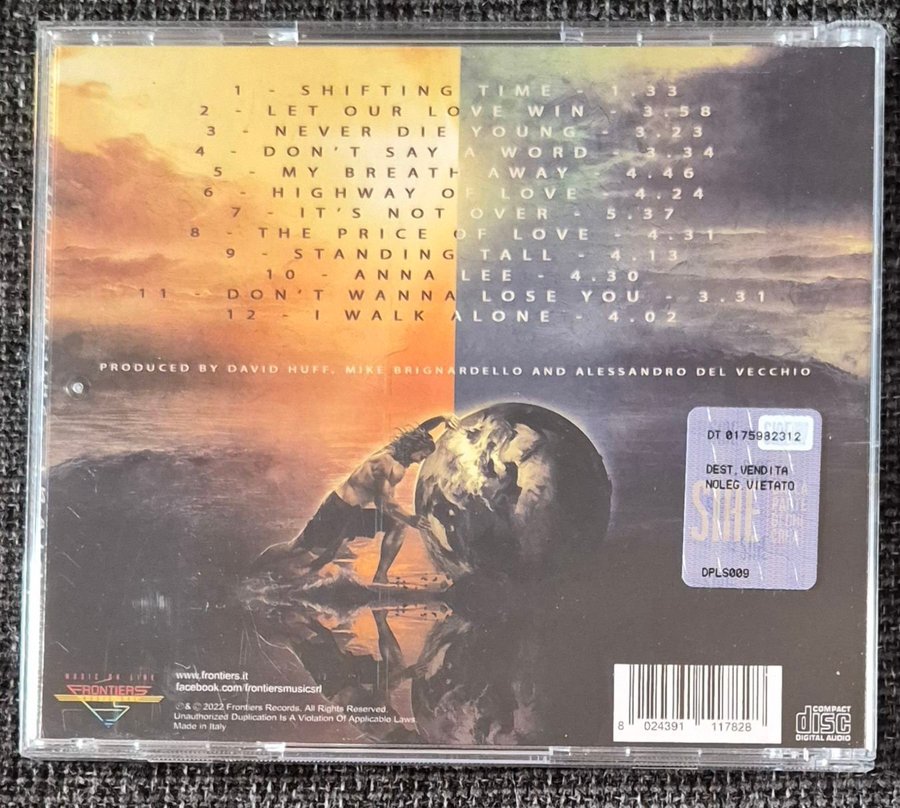 1 - SHIFTING TIME - 1.33
2 - LET OUR LOVE WIN - 3.58
3 - NEVER DIE YOUNG - 3.23
4 - DON'T SAY A WORD - 3.34
5 - MY BREATH AWAY - 4.46
6 - HIGHWAY OF LOVE - 4.24
7 - IT'S NOT OVER - 5.37
8 - THE PRICE OF LOVE - 4.31
9 - STANDING TALL - 4.13
10 - ANNA LEE - 4.30
11 - DON'T WANNA LOSE YOU - 3.31
12 - I WALK ALONE - 4.02
PRODUCED BY DAVID HUFF, MIKE BRIGNARDELLO AND ALESSANDRO DEL VECCHIO
DT 0175982312
DEST.VENDITA
NOLEG.VIETATO
SIAE
DPLS009
FRONTIERS
www.frontiers.it
facebook.com/frontiersmusicsrl
℗ & © 2022 Frontiers Records. All Rights Reserved.
Unauthorized Duplication Is A Violation Of Applicable Laws.
Made in Italy
8 024391 117828
COMPACT
disc
DIGITAL AUDIO